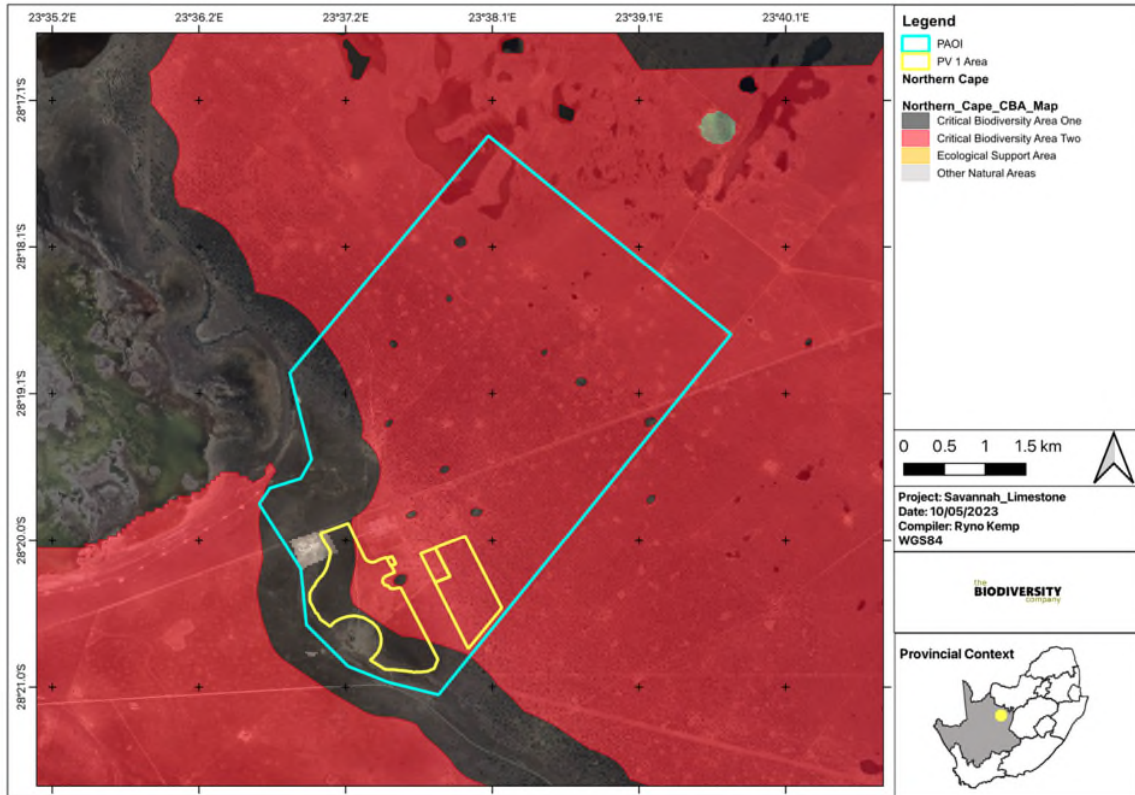 23°35.2'E 23°36.2'E 23°37.2'E 23°38.1'E 23°39.1'E 23°40.1'E
28°17.1'S
28°18.1'S
28°19.1'S
28°20.0'S
28°21.0'S
Legend
PAOI
PV 1 Area
Northern Cape
Northern_Cape_CBA_Map
Critical Biodiversity Area One
Critical Biodiversity Area Two
Ecological Support Area
Other Natural Areas
0 0.5 1 1.5 km
Project: Savannah_Limestone
Date: 10/05/2023
Compiler: Ryno Kemp
WGS84
the
BIODIVERSITY
company
Provincial Context